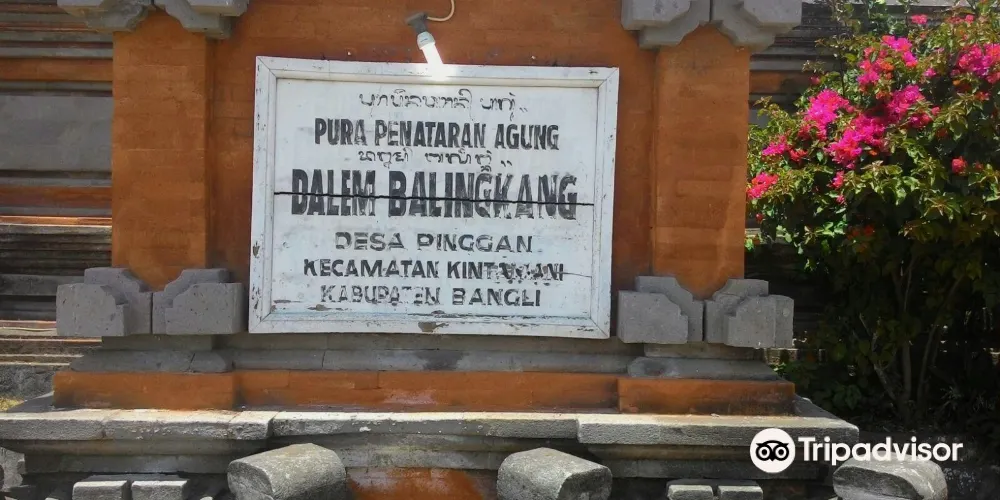 PURA PENATARAN AGUNG
DALEM BALINGKANG
DESA PINGGAN
KECAMATAN KINTAMANI
KABUPATEN BANGLI
Tripadvisor